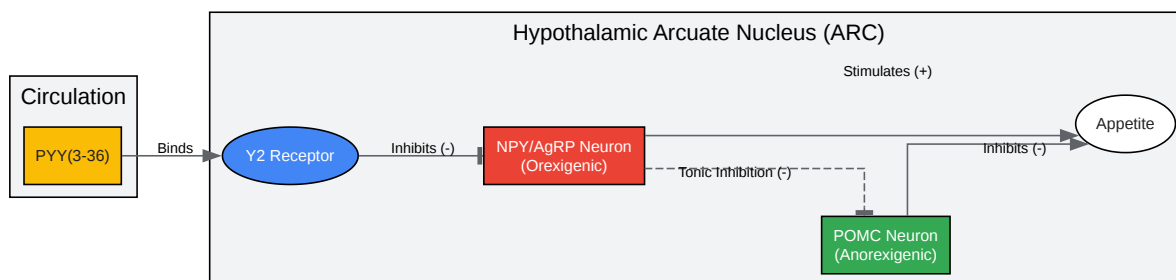 Hypothalamic Arcuate Nucleus (ARC)
Stimulates (+)
Circulation
PYY(3-36)
Binds
Y2 Receptor
Inhibits (-)
NPY/AgRP Neuron
(Orexigenic)
Appetite
Inhibits (-)
Tonic Inhibition (-)
POMC Neuron
(Anorexigenic)